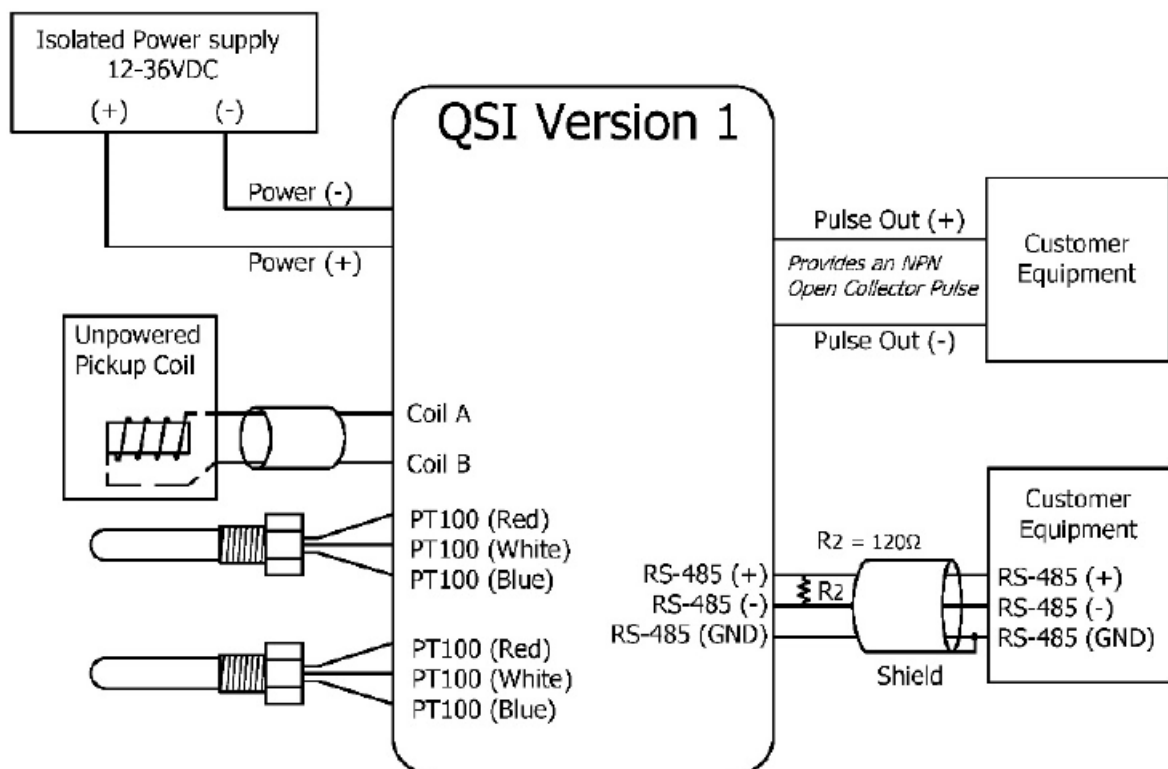 Isolated Power supply
12-36VDC
(+) (-)
QSI Version 1
Power (-)
Power (+)
Pulse Out (+)
Provides an NPN
Open Collector Pulse
Pulse Out (-)
Customer
Equipment
Unpowered
Pickup Coil
Coil A
Coil B
PT100 (Red)
PT100 (White)
PT100 (Blue)
PT100 (Red)
PT100 (White)
PT100 (Blue)
R2 = 120Ω
RS-485 (+)
R2
RS-485 (-)
RS-485 (GND)
Shield
Customer
Equipment
RS-485 (+)
RS-485 (-)
RS-485 (GND)